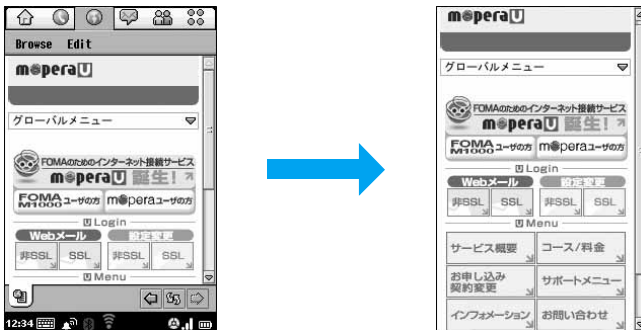 Browse Edit
mopera U
グローバルメニュー
FOMAのためのインターネット接続サービス
mopera U 誕生!
FOMA M1000 ユーザの方 moperaユーザの方
U Login
Webメール 設定変更
非SSL SSL 非SSL SSL
U Menu
12:34
mopera U
グローバルメニュー
FOMAのためのインターネット接続サービス
mopera U 誕生!
FOMA M1000 ユーザの方 moperaユーザの方
U Login
Webメール 設定変更
非SSL SSL 非SSL SSL
U Menu
サービス概要 コース/料金
お申し込み 契約変更 サポートメニュー
インフォメーション お問い合わせ